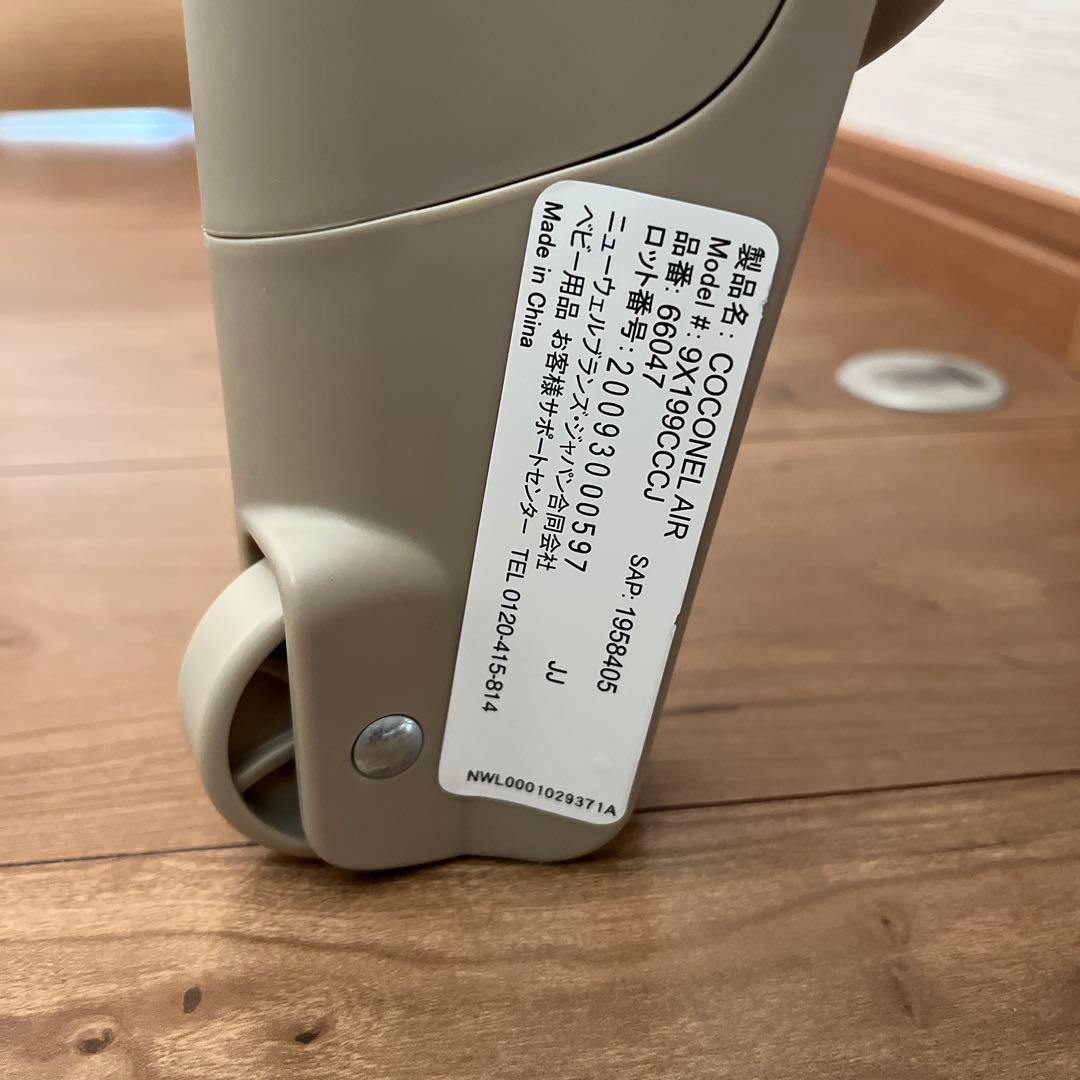 製品名: COCONEL AIR
Model #: 9X199CCCJ
品番: 66047 SAP: 1958405
ロット番号: 20093000597
ニューウェルブランズ・ジャパン合同会社 JJ
ベビー用品 お客様サポートセンター TEL 0120-415-814
Made in China
NWL0001029371A